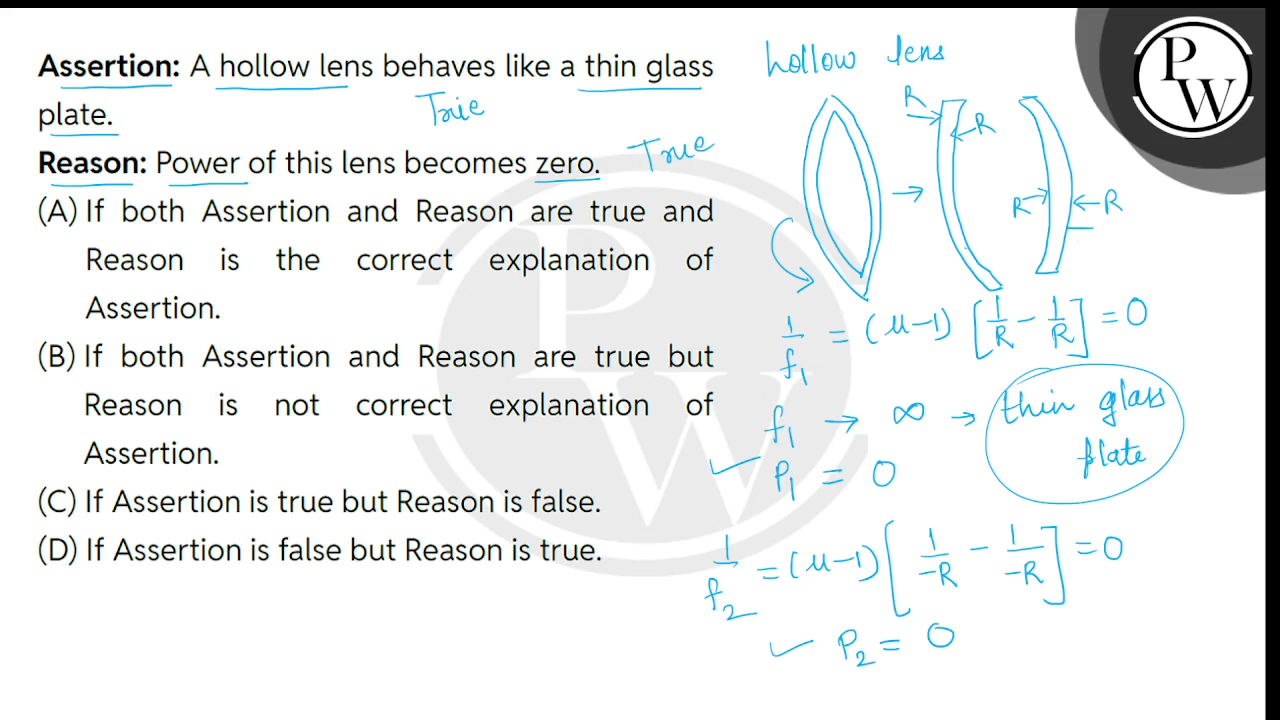 Assertion: A hollow lens behaves like a thin glass
plate.
True
Reason: Power of this lens becomes zero.
True
(A) If both Assertion and Reason are true and
Reason is the correct explanation of
Assertion.
(B) If both Assertion and Reason are true but
Reason is not correct explanation of
Assertion.
(C) If Assertion is true but Reason is false.
(D) If Assertion is false but Reason is true.
hollow lens
R
R
R
R
1/f₁ = (μ-1) [1/R - 1/R] = 0
f₁ → ∞ → thin glass
plate
P₁ = 0
1/f₂ = (μ-1) [1/-R - 1/-R] = 0
P₂ = 0
P
W
P
W